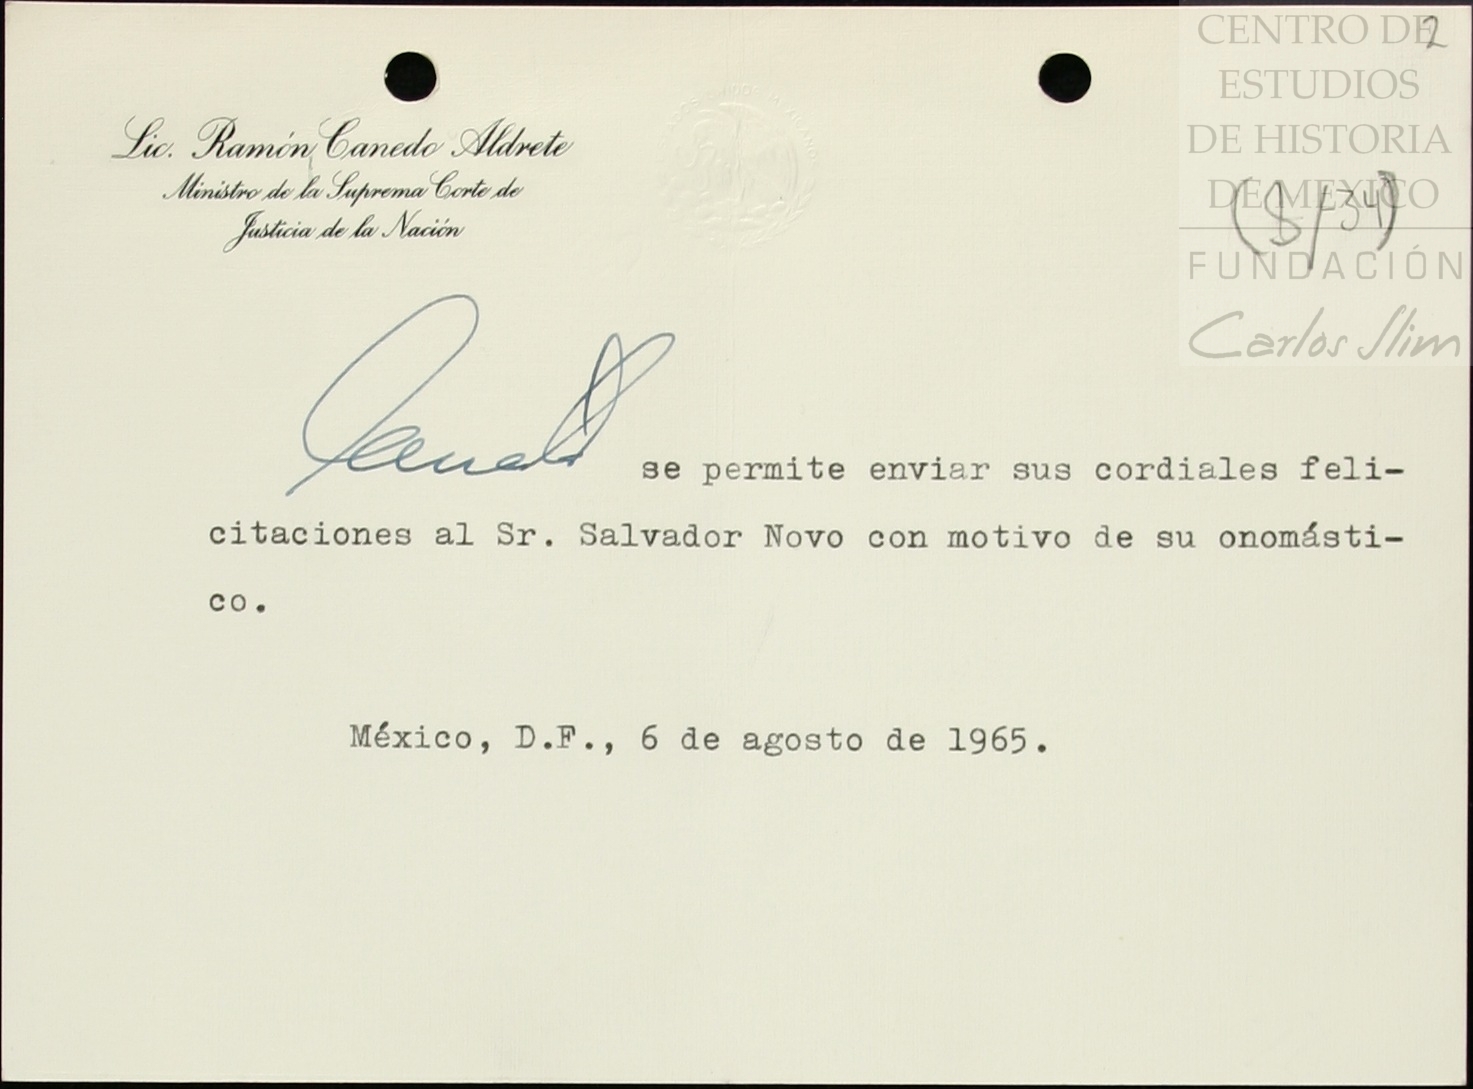 2
CENTRO DE
ESTUDIOS
DE HISTORIA
DE MEXICO
FUNDACIÓN
Carlos Slim
Lic. Ramón Canedo Aldrete
Ministro de la Suprema Corte de
Justicia de la Nación
se permite enviar sus cordiales feli-
citaciones al Sr. Salvador Novo con motivo de su onomásti-
co.
México, D.F., 6 de agosto de 1965.